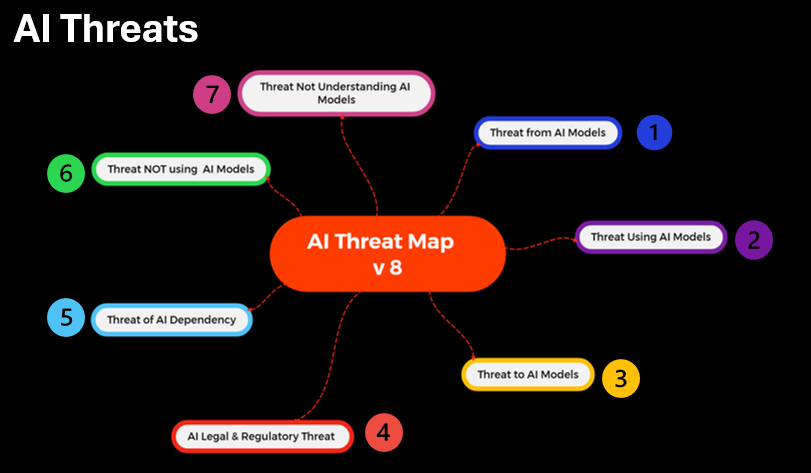 AI Threats
7
Threat Not Understanding AI
Models
Threat from AI Models
1
6
Threat NOT using AI Models
AI Threat Map
v 8
Threat Using AI Models
2
5
Threat of AI Dependency
Threat to AI Models
3
AI Legal & Regulatory Threat
4